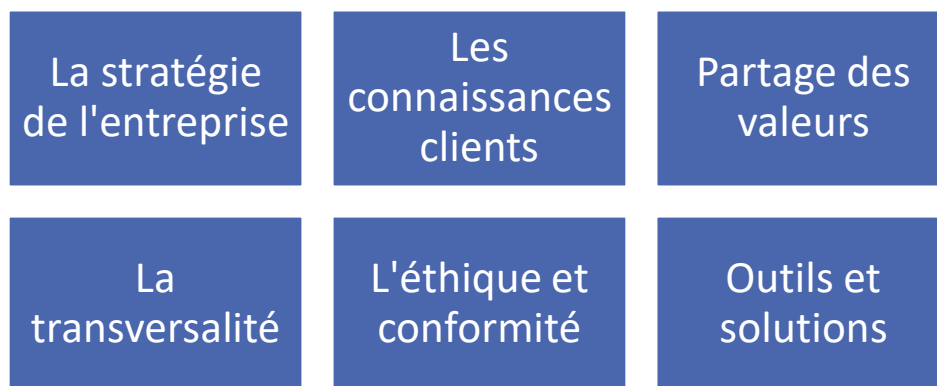 La stratégie
de l'entreprise
Les
connaissances
clients
Partage des
valeurs
La
transversalité
L'éthique et
conformité
Outils et
solutions